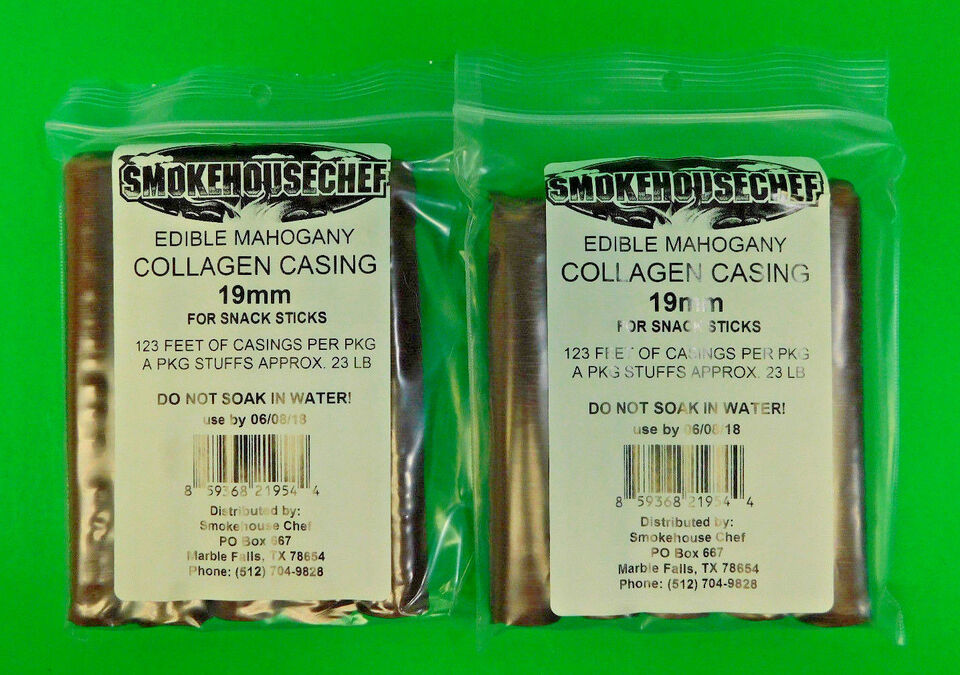 SMOKEHOUSECHEF
EDIBLE MAHOGANY
COLLAGEN CASING
19mm
FOR SNACK STICKS
123 FEET OF CASINGS PER PKG
A PKG STUFFS APPROX. 23 LB
DO NOT SOAK IN WATER!
use by 06/08/18
8 59368 21954 4
Distributed by:
Smokehouse Chef
PO Box 667
Marble Falls, TX 78654
Phone: (512) 704-9828
SMOKEHOUSECHEF
EDIBLE MAHOGANY
COLLAGEN CASING
19mm
FOR SNACK STICKS
123 FEET OF CASINGS PER PKG
A PKG STUFFS APPROX. 23 LB
DO NOT SOAK IN WATER!
use by 06/08/18
8 59368 21954 4
Distributed by:
Smokehouse Chef
PO Box 667
Marble Falls, TX 78654
Phone: (512) 704-9828